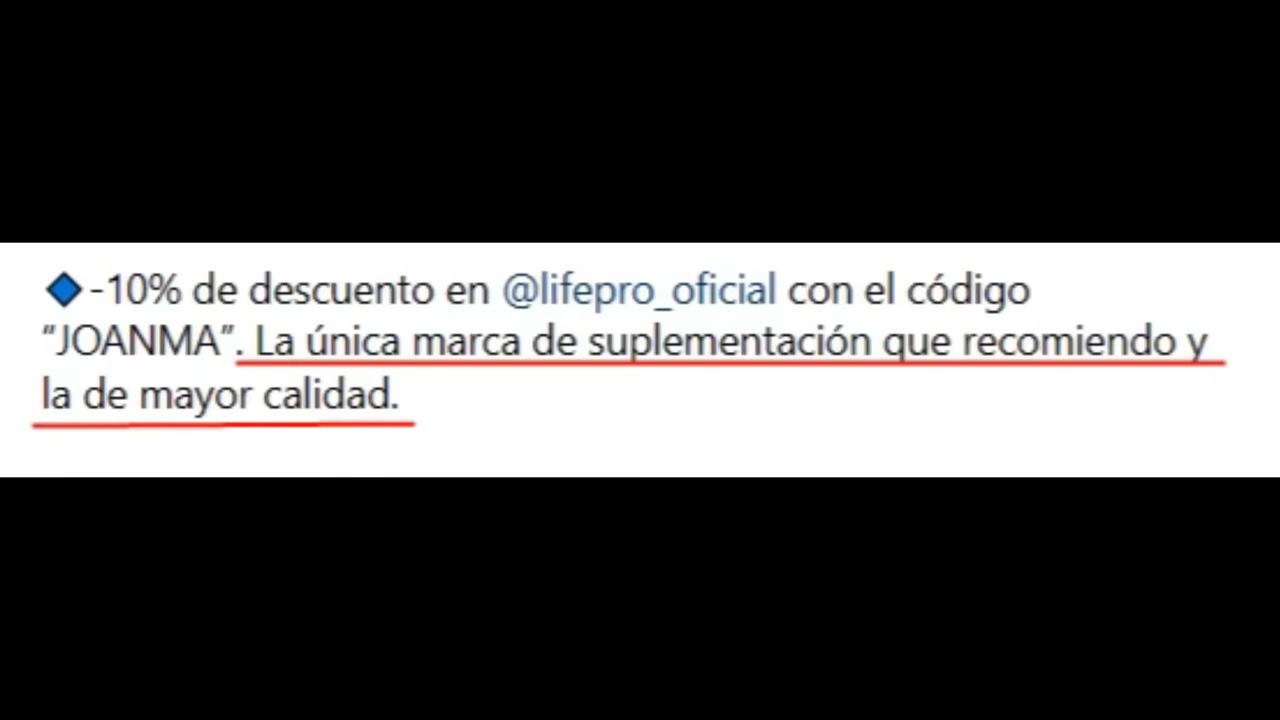 🔷-10% de descuento en @lifepro_oficial con el código
“JOANMA”. La única marca de suplementación que recomiendo y
la de mayor calidad.